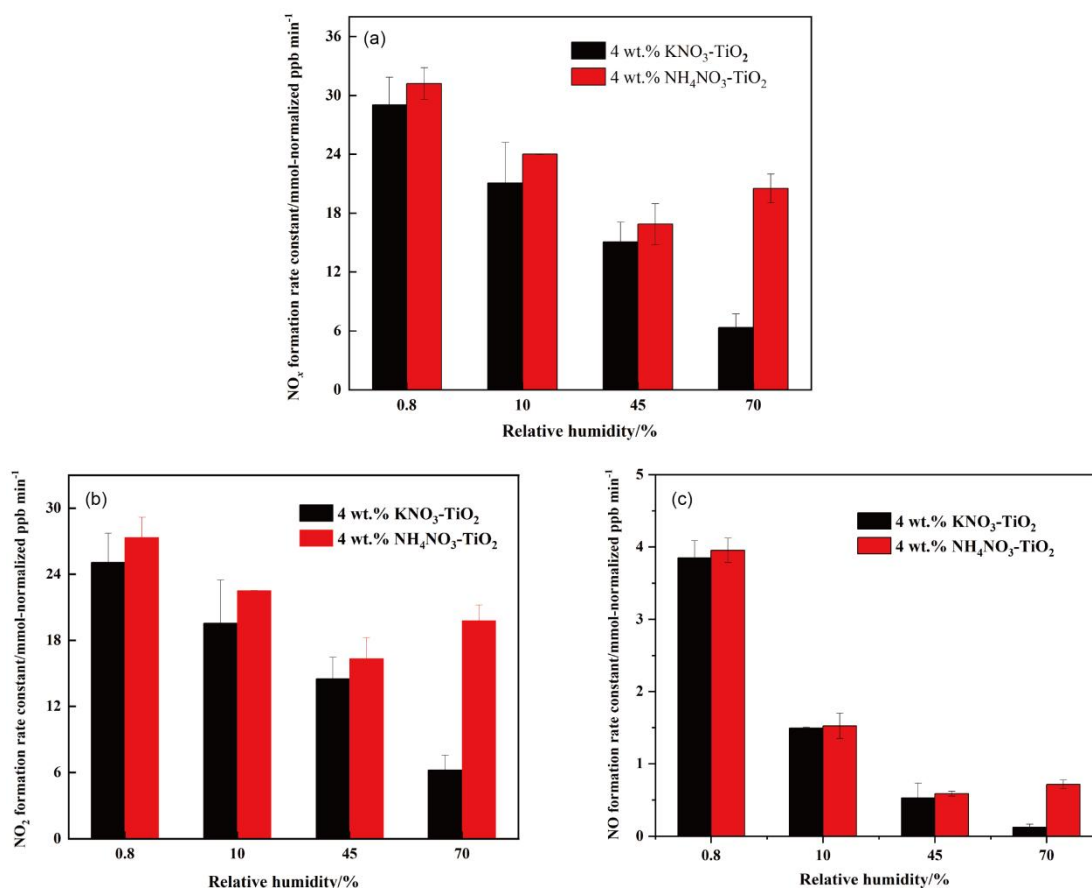 (a)
4 wt.% KNO₃-TiO₂
4 wt.% NH₄NO₃-TiO₂
NOₓ formation rate constant/mmol-normalized ppb min⁻¹
36
30
24
18
12
6
0
0.8 10 45 70
Relative humidity/%
(b)
4 wt.% KNO₃-TiO₂
4 wt.% NH₄NO₃-TiO₂
NO₂ formation rate constant/mmol-normalized ppb min⁻¹
30
24
18
12
6
0
0.8 10 45 70
Relative humidity/%
(c)
4 wt.% KNO₃-TiO₂
4 wt.% NH₄NO₃-TiO₂
NO formation rate constant/mmol-normalized ppb min⁻¹
5
4
3
2
1
0
0.8 10 45 70
Relative humidity/%